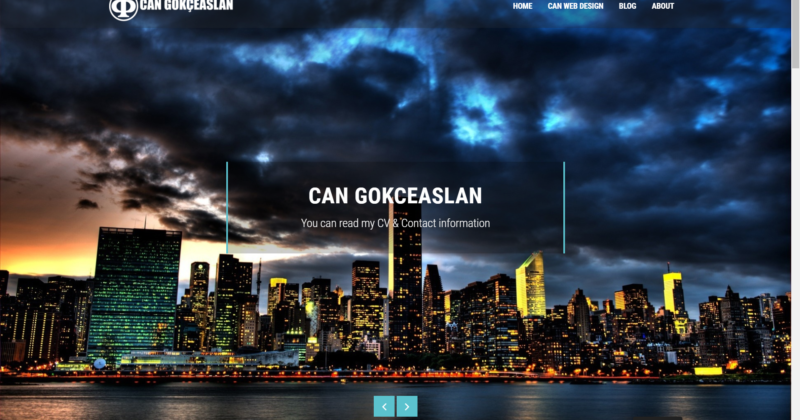 CAN GOKÇEASLAN
HOME CAN WEB DESIGN BLOG ABOUT
CAN GOKCEASLAN
You can read my CV & Contact information